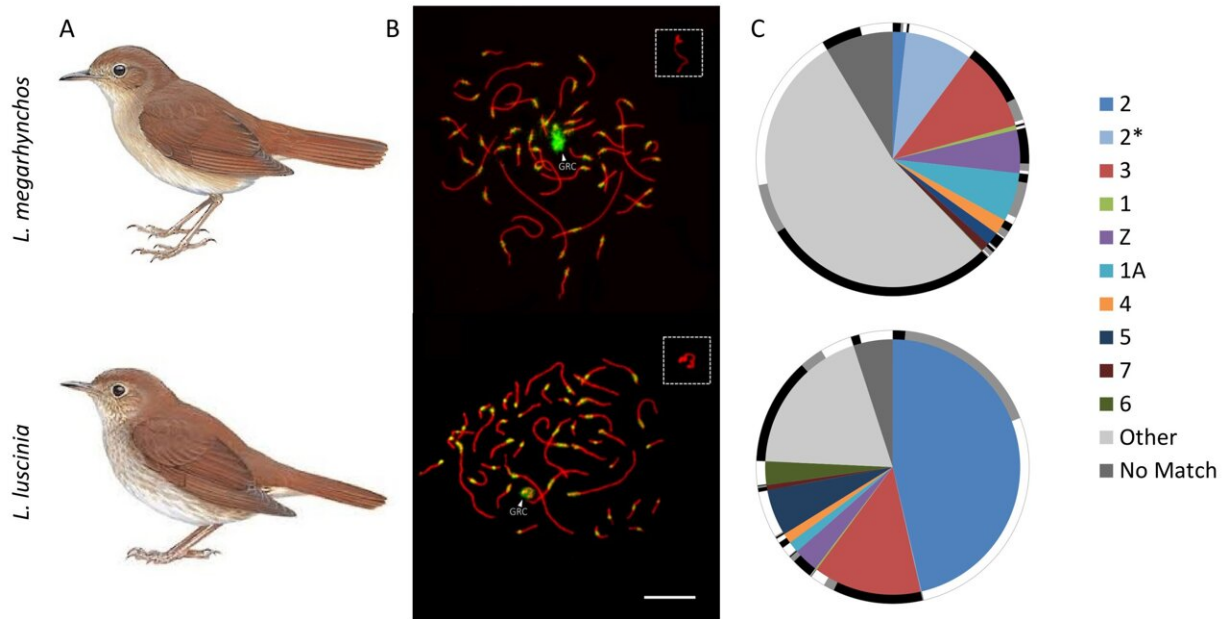 A
B
C
L. megarhynchos
GRC
L. luscinia
GRC
2
2*
3
1
Z
1A
4
5
7
6
Other
No Match